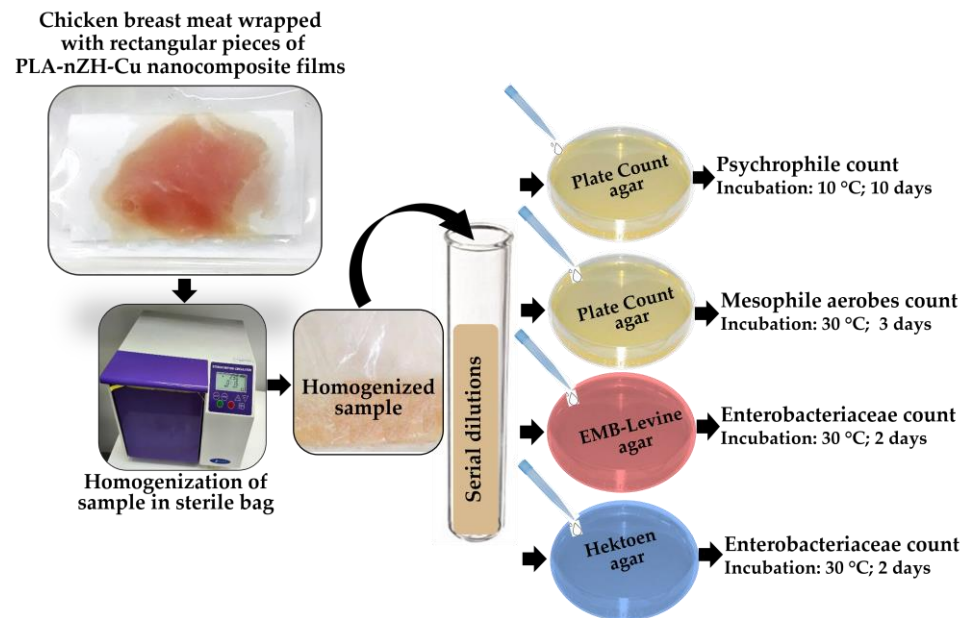 Chicken breast meat wrapped
with rectangular pieces of
PLA-nZH-Cu nanocomposite films
Homogenization of
sample in sterile bag
Homogenized
sample
Serial dilutions
Plate Count
agar
Psychrophile count
Incubation: 10 °C; 10 days
Plate Count
agar
Mesophile aerobes count
Incubation: 30 °C; 3 days
EMB-Levine
agar
Enterobacteriaceae count
Incubation: 30 °C; 2 days
Hektoen
agar
Enterobacteriaceae count
Incubation: 30 °C; 2 days